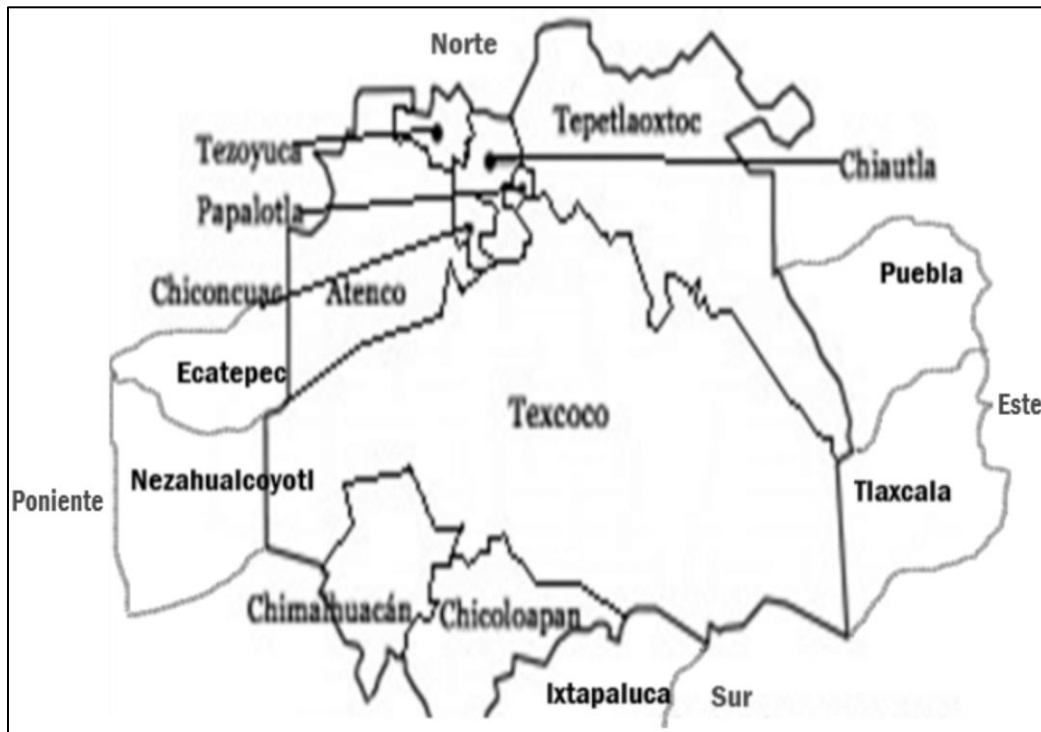 Norte
Tepetlaoxtoc
Tezoyuca
Chiautla
Papalotla
Chiconcuac
Atenco
Puebla
Ecatepec
Texcoco
Este
Nezahualcoyotl
Poniente
Tlaxcala
Chimalhuacán
Chicoloapan
Ixtapaluca
Sur